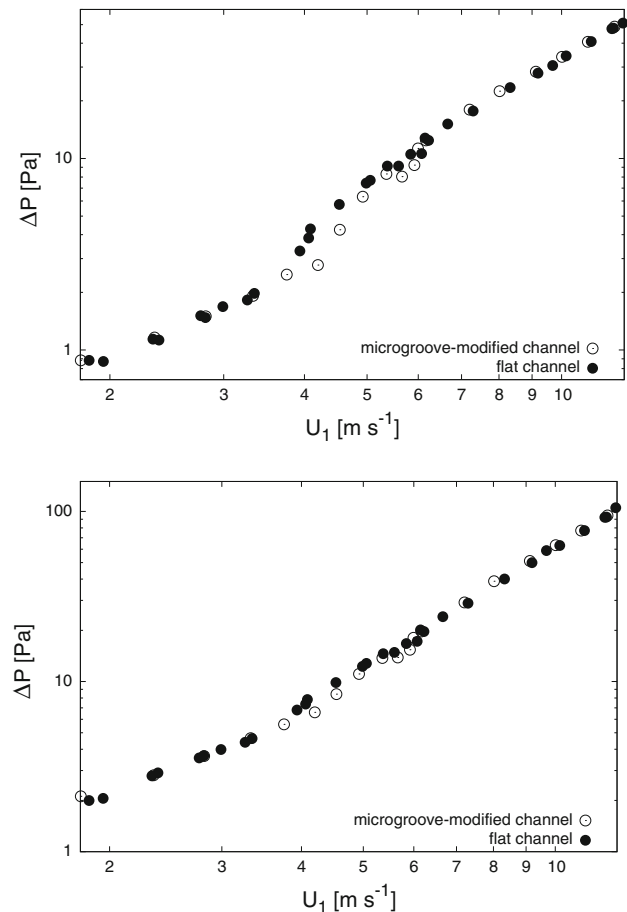 10
1
ΔP [Pa]
microgroove-modified channel
flat channel
2 3 4 5 6 7 8 9 10
U₁ [m s⁻¹]
100
10
1
ΔP [Pa]
microgroove-modified channel
flat channel
2 3 4 5 6 7 8 9 10
U₁ [m s⁻¹]